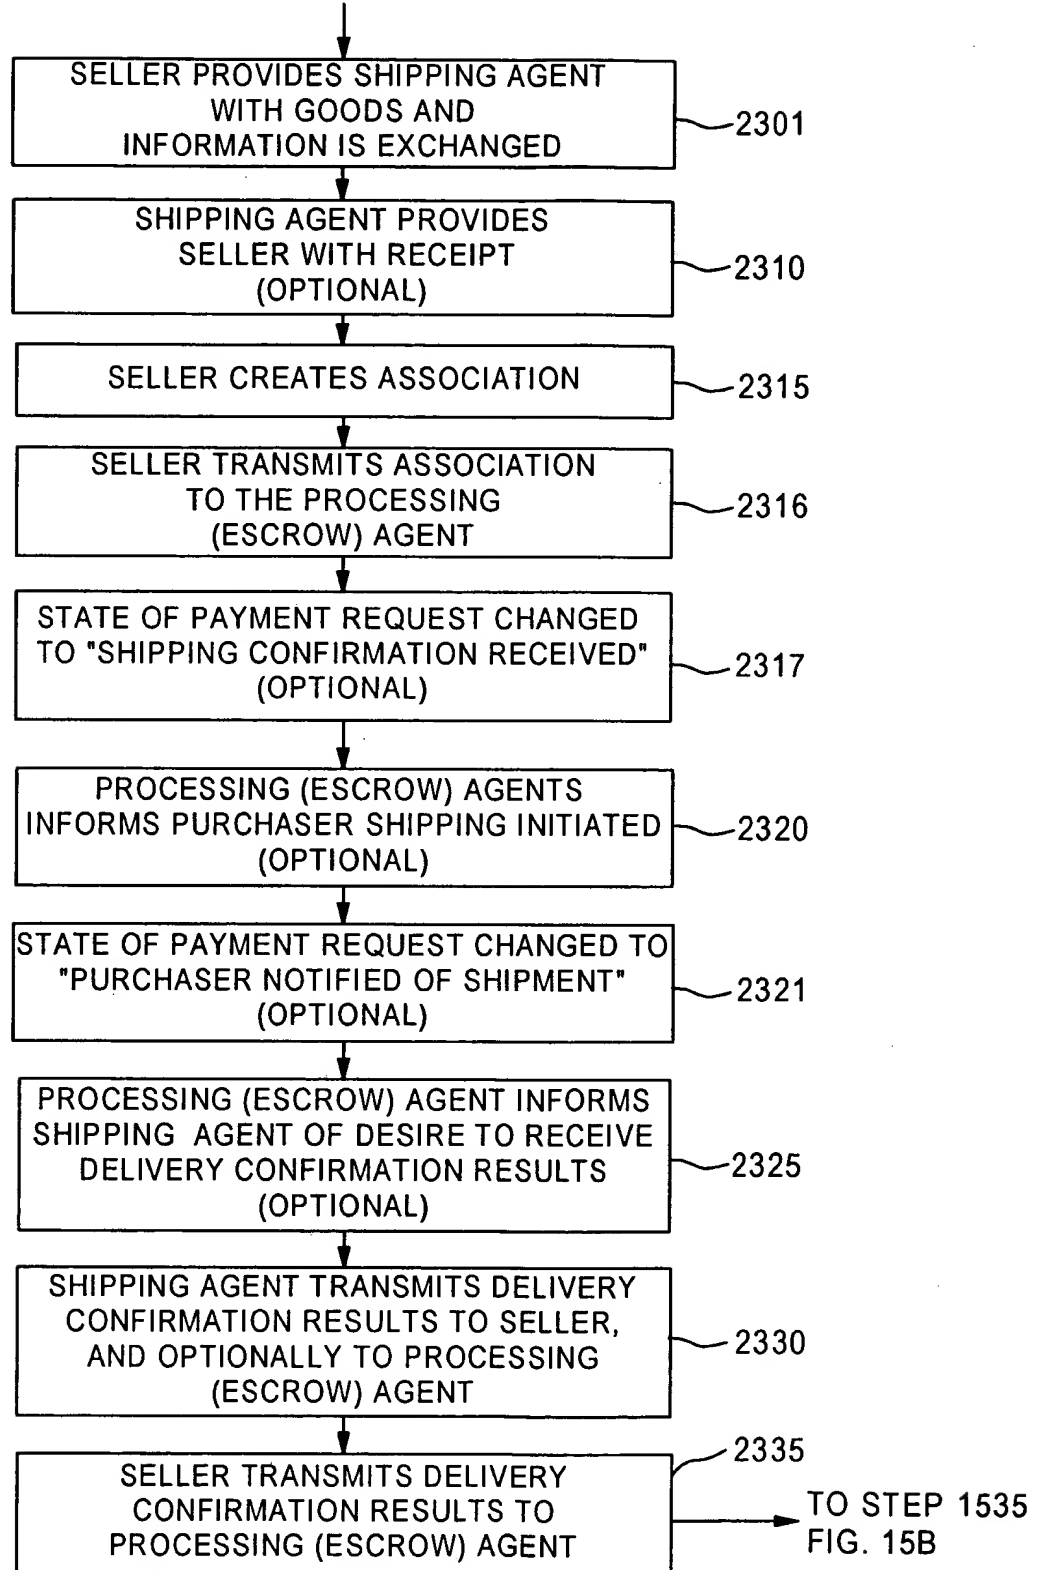 SELLER PROVIDES SHIPPING AGENT
WITH GOODS AND
INFORMATION IS EXCHANGED
2301
SHIPPING AGENT PROVIDES
SELLER WITH RECEIPT
(OPTIONAL)
2310
SELLER CREATES ASSOCIATION
2315
SELLER TRANSMITS ASSOCIATION
TO THE PROCESSING
(ESCROW) AGENT
2316
STATE OF PAYMENT REQUEST CHANGED
TO "SHIPPING CONFIRMATION RECEIVED"
(OPTIONAL)
2317
PROCESSING (ESCROW) AGENTS
INFORMS PURCHASER SHIPPING INITIATED
(OPTIONAL)
2320
STATE OF PAYMENT REQUEST CHANGED TO
"PURCHASER NOTIFIED OF SHIPMENT"
(OPTIONAL)
2321
PROCESSING (ESCROW) AGENT INFORMS
SHIPPING AGENT OF DESIRE TO RECEIVE
DELIVERY CONFIRMATION RESULTS
(OPTIONAL)
2325
SHIPPING AGENT TRANSMITS DELIVERY
CONFIRMATION RESULTS TO SELLER,
AND OPTIONALLY TO PROCESSING
(ESCROW) AGENT
2330
SELLER TRANSMITS DELIVERY
CONFIRMATION RESULTS TO
PROCESSING (ESCROW) AGENT
2335
TO STEP 1535
FIG. 15B